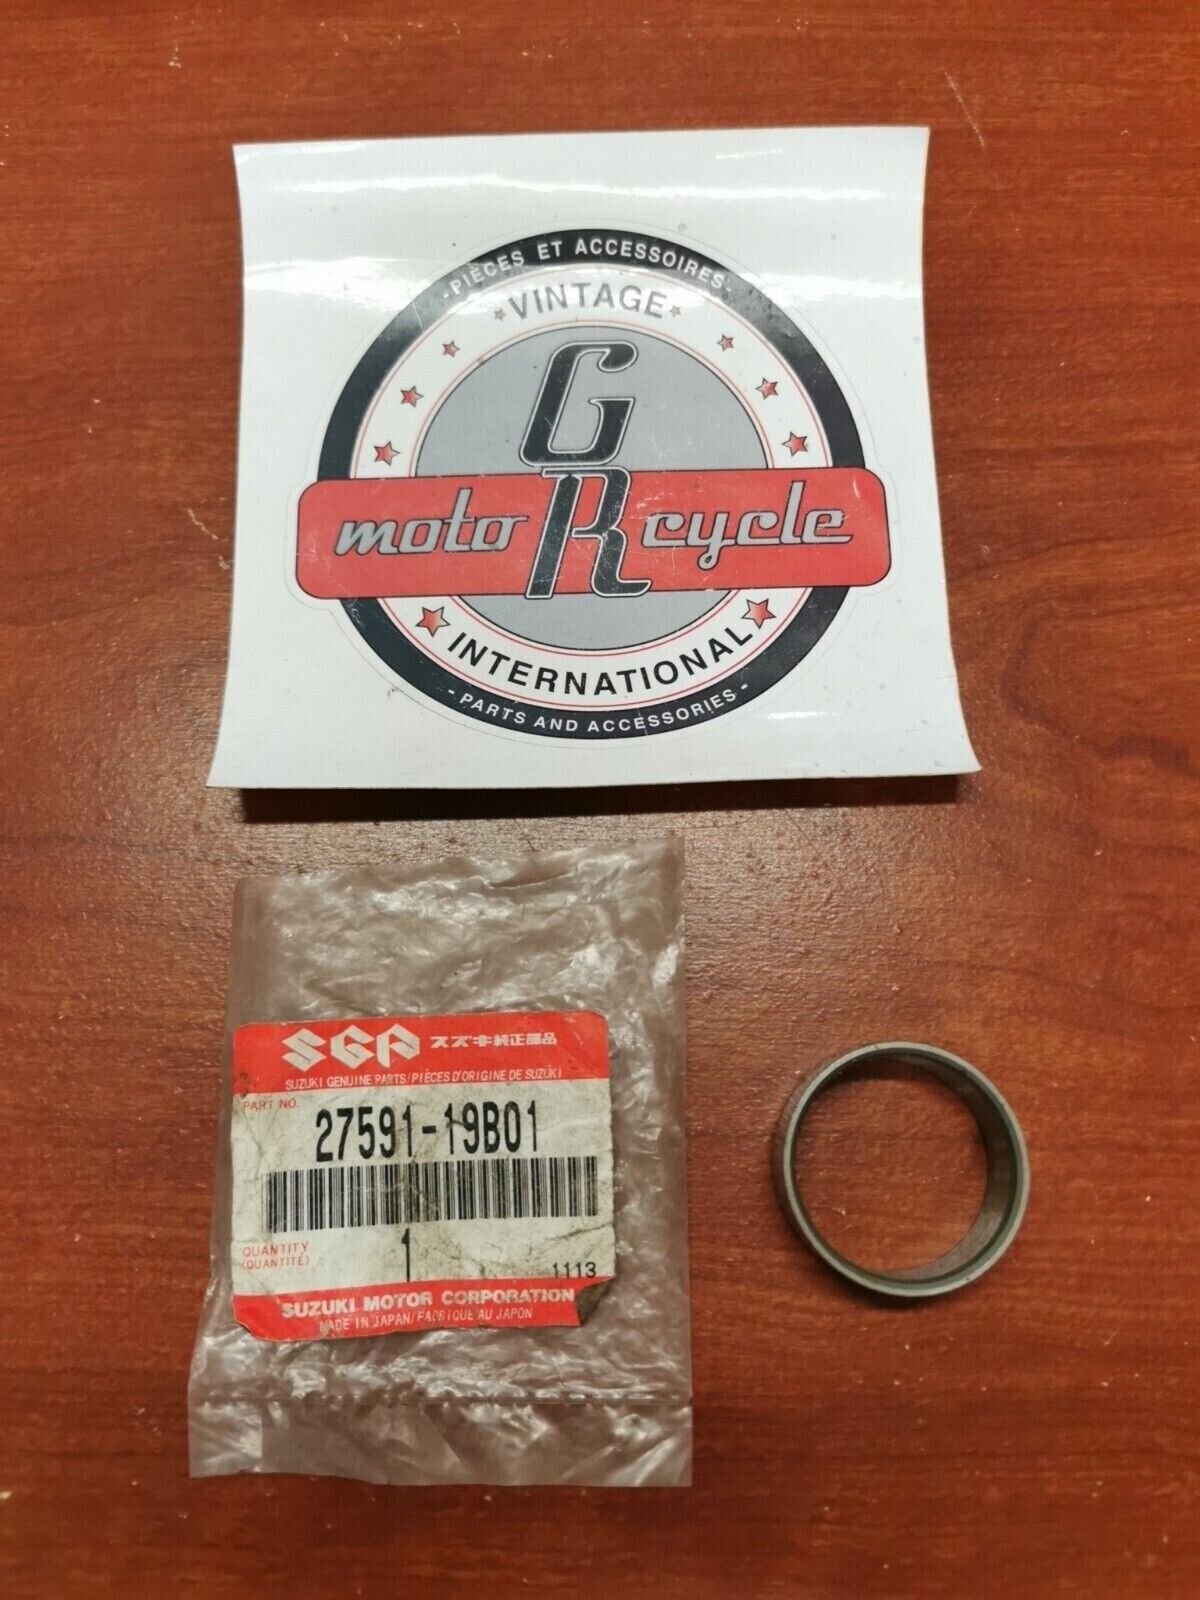 -PIÈCES ET ACCESSOIRES-
VINTAGE
GR
moto cycle
INTERNATIONAL
- PARTS AND ACCESSORIES -
SGP スズキ純正部品
SUZUKI GENUINE PARTS/PIÈCES D'ORIGINE DE SUZUKI
PART NO.
27591-19B01
QUANTITY
(QUANTITÉ)
1
1113
SUZUKI MOTOR CORPORATION
MADE IN JAPAN/FABRIQUE AU JAPON